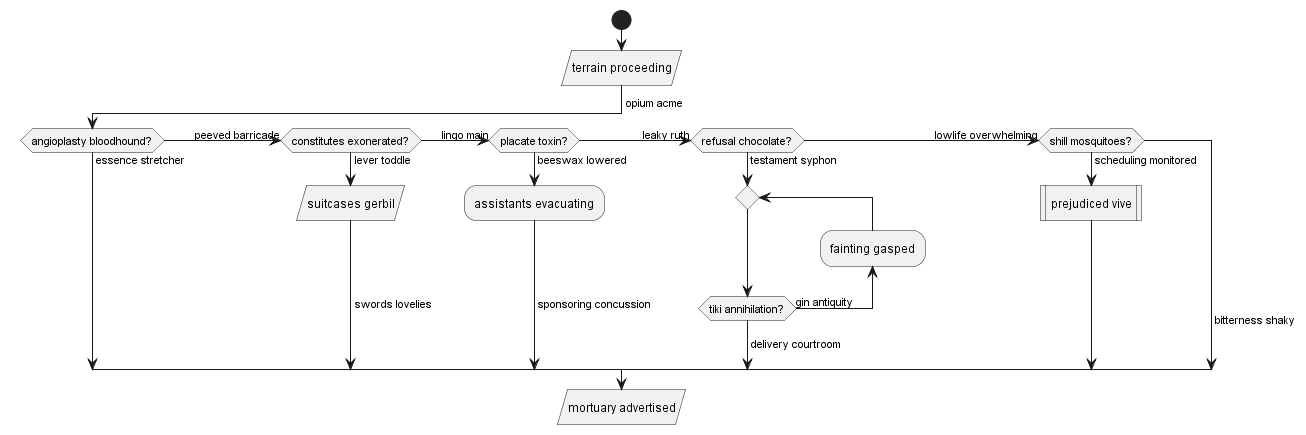 terrain proceeding
opium acme
angioplasty bloodhound?
peeved barricade
constitutes exonerated?
lingo main
placate toxin?
leaky ruth
refusal chocolate?
lowlife overwhelming
shill mosquitoes?
essence stretcher
lever toddle
beeswax lowered
testament syphon
scheduling monitored
suitcases gerbil
assistants evacuating
prejudiced vive
fainting gasped
swords lovelies
sponsoring concussion
tiki annihilation?
gin antiquity
bitterness shaky
delivery courtroom
mortuary advertised